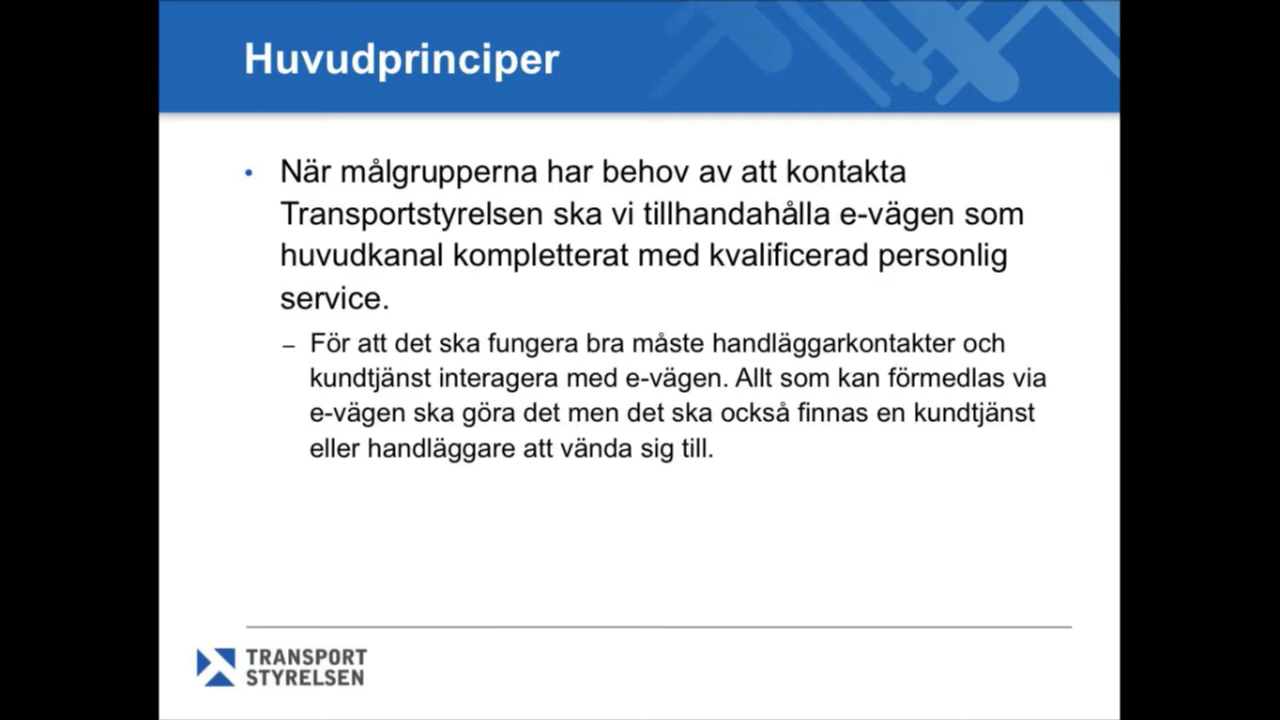 Huvudprinciper
• När målgrupperna har behov av att kontakta
Transportstyrelsen ska vi tillhandahålla e-vägen som
huvudkanal kompletterat med kvalificerad personlig
service.
– För att det ska fungera bra måste handläggarkontakter och
kundtjänst interagera med e-vägen. Allt som kan förmedlas via
e-vägen ska göra det men det ska också finnas en kundtjänst
eller handläggare att vända sig till.
TRANSPORT
STYRELSEN